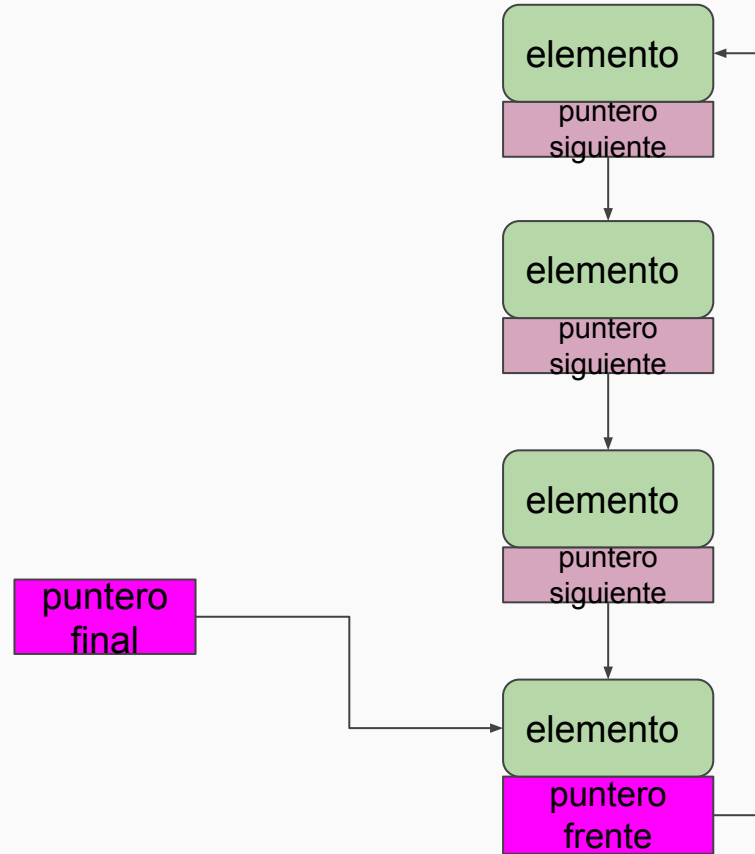 elemento
puntero
siguiente
elemento
puntero
siguiente
elemento
puntero
siguiente
puntero
final
elemento
puntero
frente